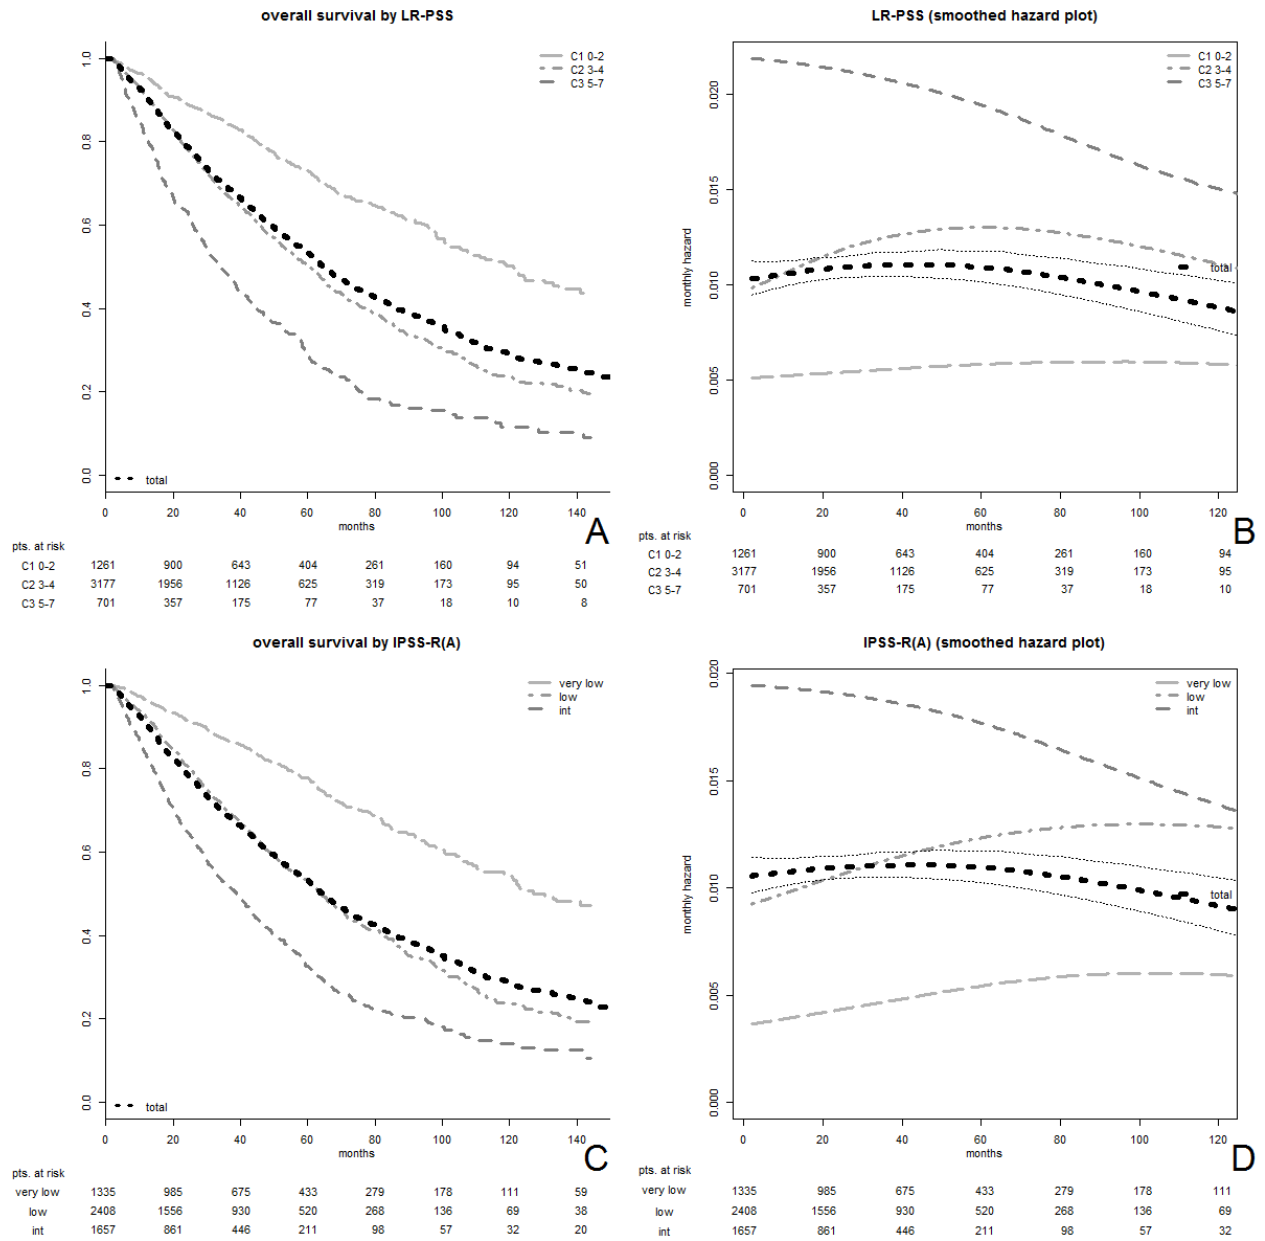 overall survival by LR-PSS
C1 0-2
C2 3-4
C3 5-7
1.0
0.8
0.6
0.4
0.2
0.0
total
0 20 40 60 80 100 120 140
months
A
pts. at risk
C1 0-2 1261 900 643 404 261 160 94 51
C2 3-4 3177 1956 1126 625 319 173 95 50
C3 5-7 701 357 175 77 37 18 10 8
LR-PSS (smoothed hazard plot)
C1 0-2
C2 3-4
C3 5-7
monthly hazard
0.020
0.015
0.010
0.005
0.000
total
0 20 40 60 80 100 120
months
B
pts. at risk
C1 0-2 1261 900 643 404 261 160 94
C2 3-4 3177 1956 1126 625 319 173 95
C3 5-7 701 357 175 77 37 18 10
overall survival by IPSS-R(A)
very low
low
int
1.0
0.8
0.6
0.4
0.2
0.0
total
0 20 40 60 80 100 120 140
months
C
pts. at risk
very low 1335 985 675 433 279 178 111 59
low 2408 1556 930 520 268 136 69 38
int 1657 861 446 211 98 57 32 20
IPSS-R(A) (smoothed hazard plot)
very low
low
int
monthly hazard
0.020
0.015
0.010
0.005
0.000
total
0 20 40 60 80 100 120
months
D
pts. at risk
very low 1335 985 675 433 279 178 111
low 2408 1556 930 520 268 136 69
int 1657 861 446 211 98 57 32